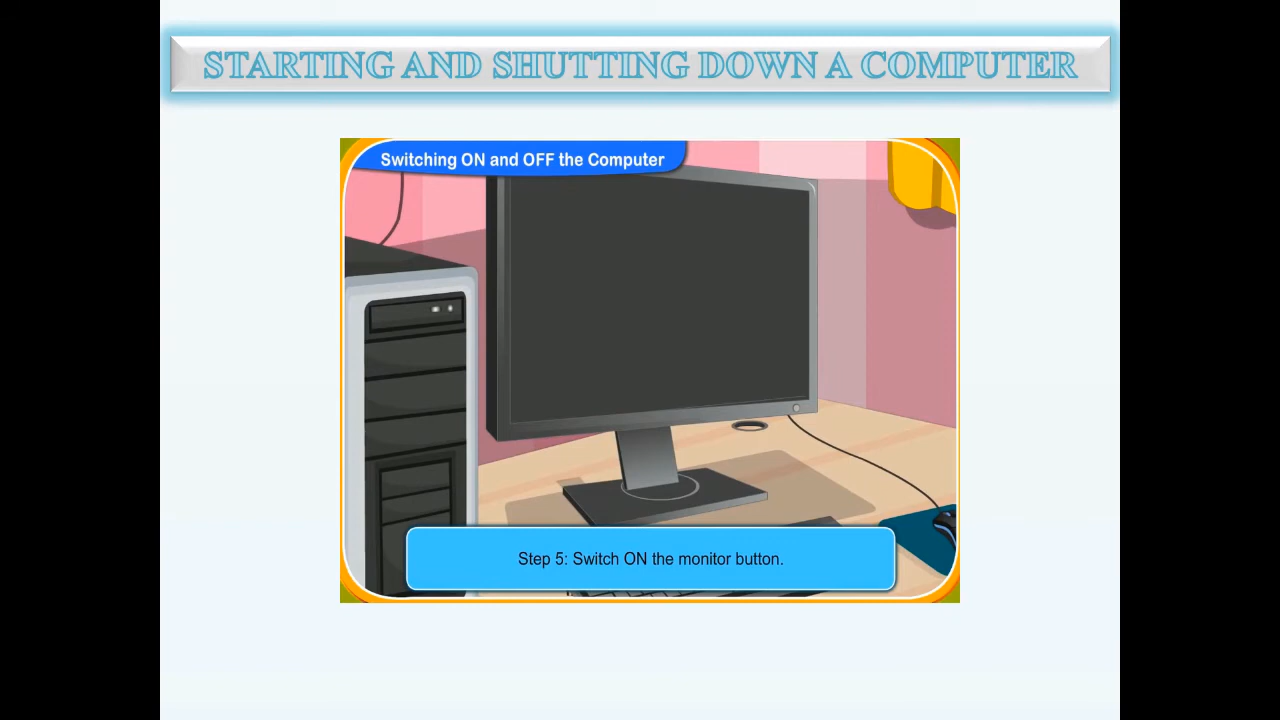 STARTING AND SHUTTING DOWN A COMPUTER
Switching ON and OFF the Computer
Step 5: Switch ON the monitor button.